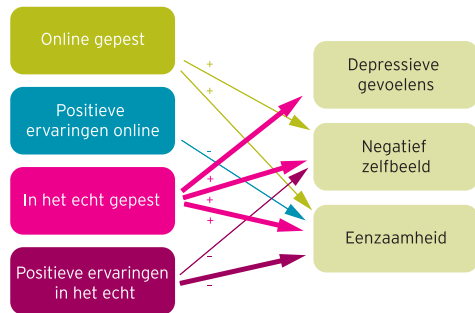 Online gepest
Positieve
ervaringen online
In het echt gepest
Positieve ervaringen
in het echt
+
+
-
+
+
+
-
-
Depressieve
gevoelens
Negatief
zelfbeeld
Eenzaamheid